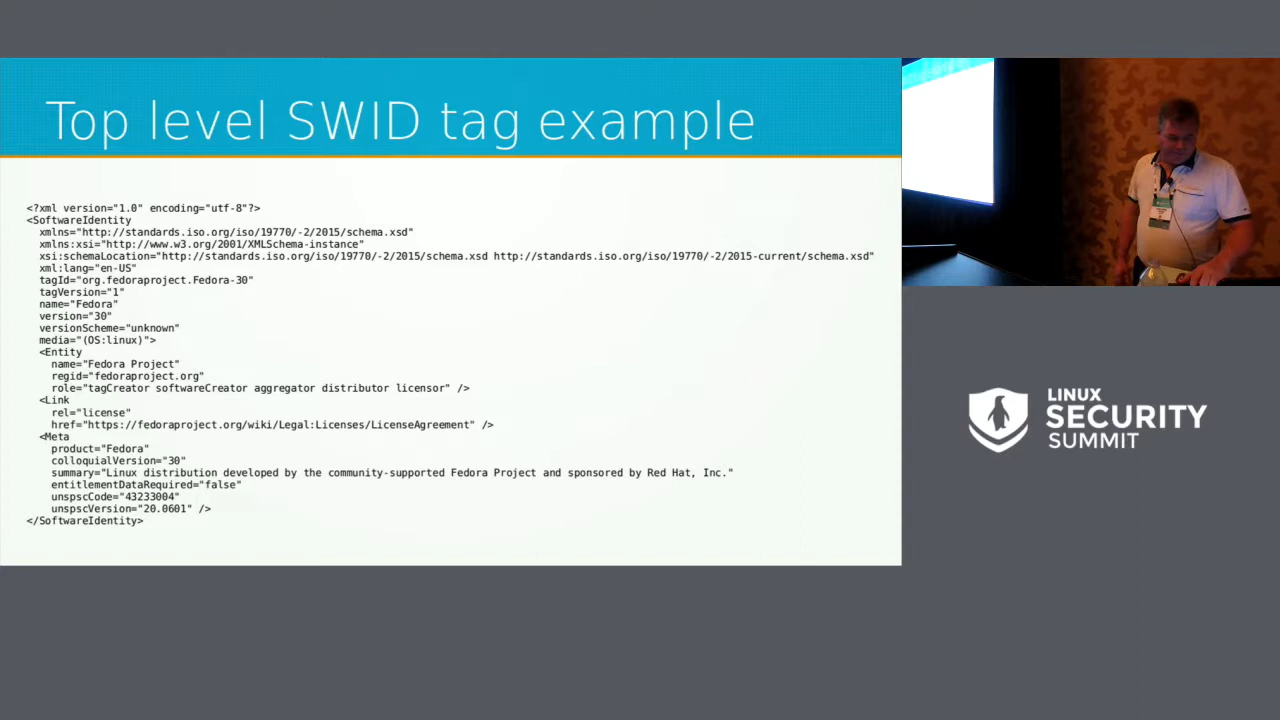 Top level SWID tag example
<?xml version="1.0" encoding="utf-8"?>
<SoftwareIdentity
xmlns="http://standards.iso.org/iso/19770/-2/2015/schema.xsd"
xmlns:xsi="http://www.w3.org/2001/XMLSchema-instance"
xsi:schemaLocation="http://standards.iso.org/iso/19770/-2/2015/schema.xsd http://standards.iso.org/iso/19770/-2/2015-current/schema.xsd"
xml:lang="en-US"
tagId="org.fedoraproject.Fedora-30"
tagVersion="1"
name="Fedora"
version="30"
versionScheme="unknown"
media="(OS:linux)">
<Entity
name="Fedora Project"
regid="fedoraproject.org"
role="tagCreator softwareCreator aggregator distributor licensor" />
<Link
rel="license"
href="https://fedoraproject.org/wiki/Legal:Licenses/LicenseAgreement" />
<Meta
product="Fedora"
colloquialVersion="30"
summary="Linux distribution developed by the community-supported Fedora Project and sponsored by Red Hat, Inc."
entitlementDataRequired="false"
unspscCode="43233004"
unspscVersion="20.0601" />
</SoftwareIdentity>
LINUX
SECURITY
SUMMIT